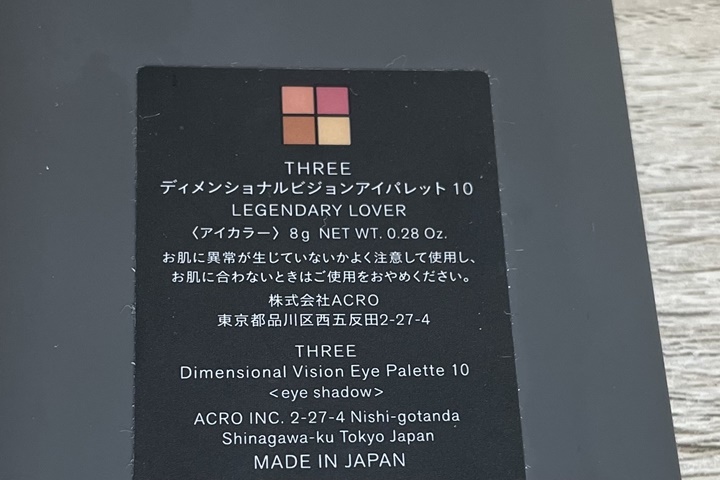 THREE
ディメンショナルビジョンアイパレット 10
LEGENDARY LOVER
〈アイカラー〉 8g NET WT. 0.28 Oz.
お肌に異常が生じていないかよく注意して使用し、
お肌に合わないときはご使用をおやめください。
株式会社ACRO
東京都品川区西五反田2-27-4
THREE
Dimensional Vision Eye Palette 10
<eye shadow>
ACRO INC. 2-27-4 Nishi-gotanda
Shinagawa-ku Tokyo Japan
MADE IN JAPAN